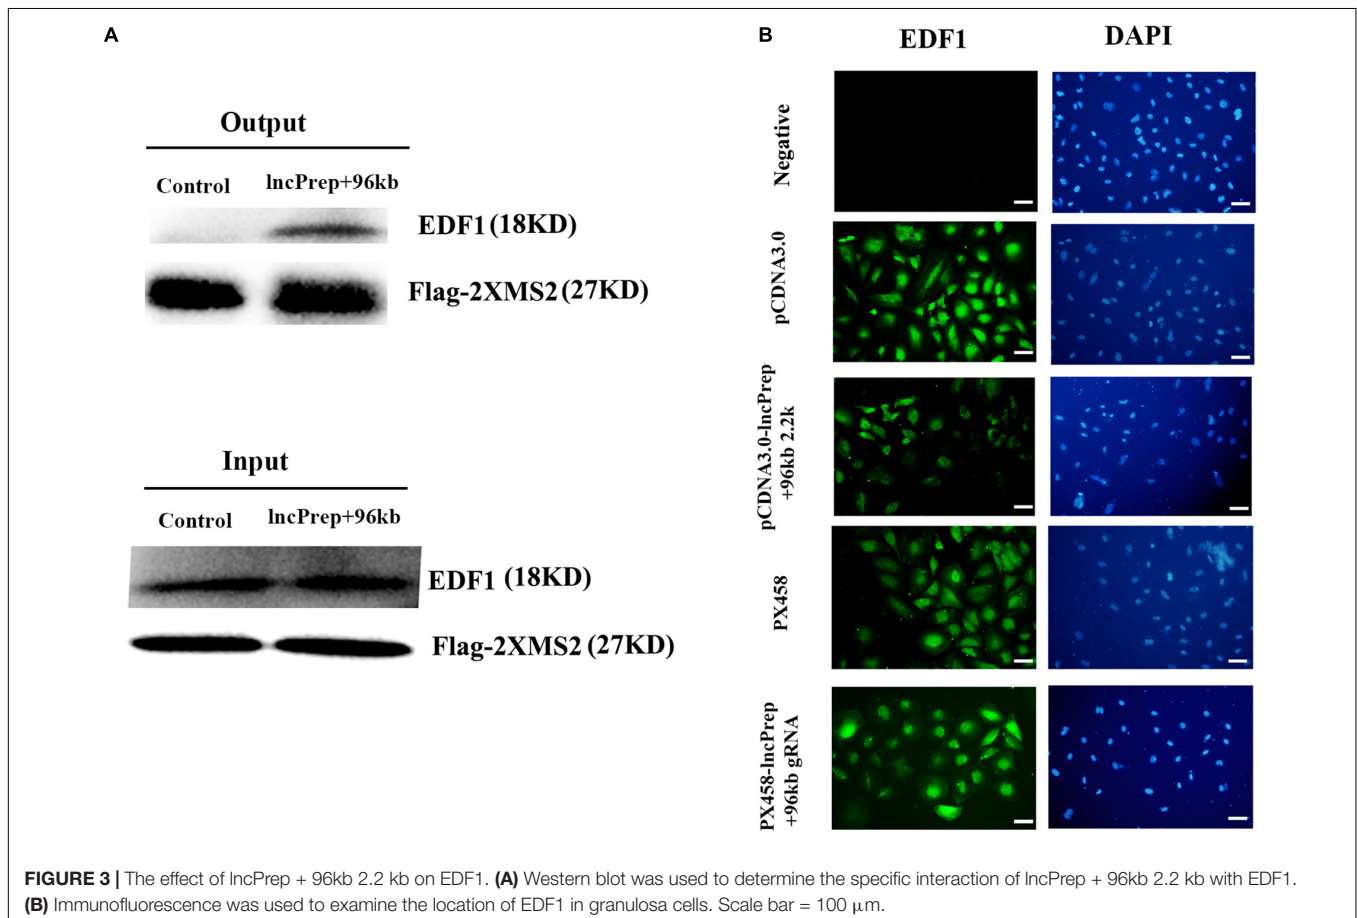 A
Output
Control lncPrep+96kb
EDF1 (18KD)
Flag-2XMS2 (27KD)
Input
Control lncPrep+96kb
EDF1 (18KD)
Flag-2XMS2 (27KD)
B
EDF1 DAPI
Negative
pCDNA3.0
pCDNA3.0-lncPrep
+96kb 2.2k
PX458
PX458-lncPrep
+96kb gRNA
FIGURE 3 | The effect of lncPrep + 96kb 2.2 kb on EDF1. (A) Western blot was used to determine the specific interaction of lncPrep + 96kb 2.2 kb with EDF1.
(B) Immunofluorescence was used to examine the location of EDF1 in granulosa cells. Scale bar = 100 μm.